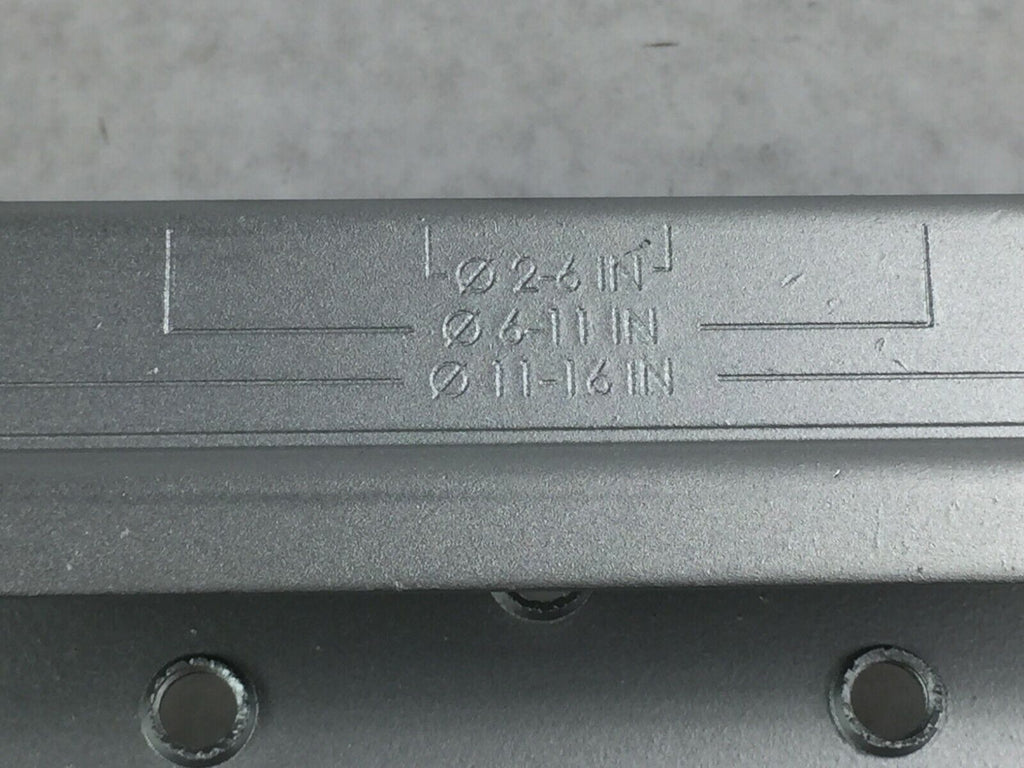 Ø 2-6 IN
Ø 6-11 IN
Ø 11-16 IN